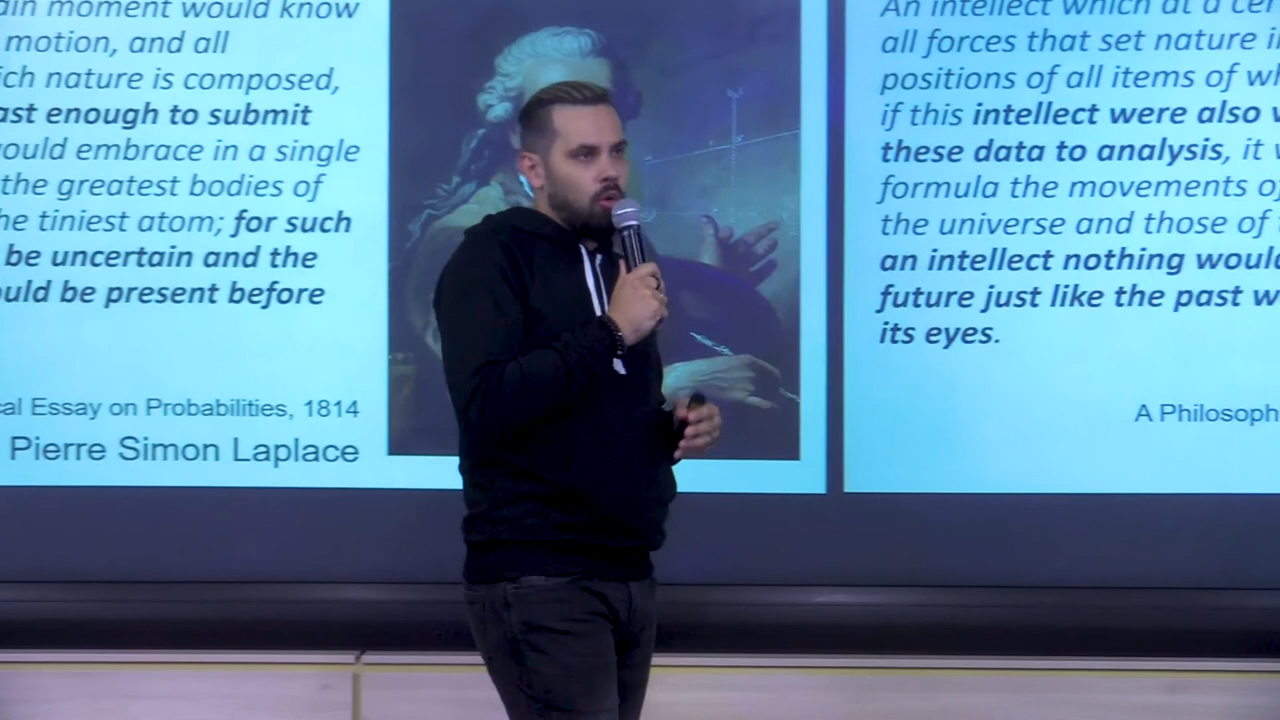 ain moment would know
motion, and all
ich nature is composed,
ast enough to submit
ould embrace in a single
the greatest bodies of
he tiniest atom; for such
be uncertain and the
ould be present before
cal Essay on Probabilities, 1814
Pierre Simon Laplace
An intellect which at a cer
all forces that set nature i
positions of all items of wh
if this intellect were also v
these data to analysis, it w
formula the movements of
the universe and those of
an intellect nothing would
future just like the past w
its eyes.
A Philosoph